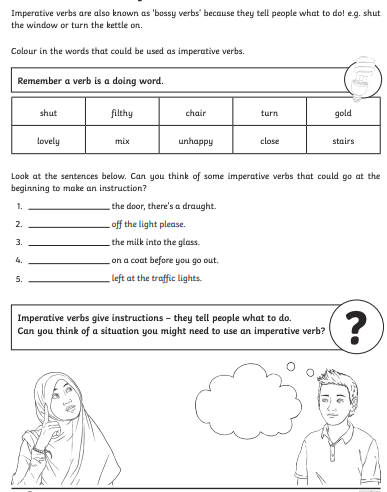 Imperative verbs are also known as 'bossy verbs' because they tell people what to do! e.g. shut
the window or turn the kettle on.
Colour in the words that could be used as imperative verbs.
Remember a verb is a doing word.
shut filthy chair turn gold
lovely mix unhappy close stairs
Look at the sentences below. Can you think of some imperative verbs that could go at the
beginning to make an instruction?
1. ____________ the door, there's a draught.
2. ____________ off the light please.
3. ____________ the milk into the glass.
4. ____________ on a coat before you go out.
5. ____________ left at the traffic lights.
Imperative verbs give instructions – they tell people what to do.
Can you think of a situation you might need to use an imperative verb?
?